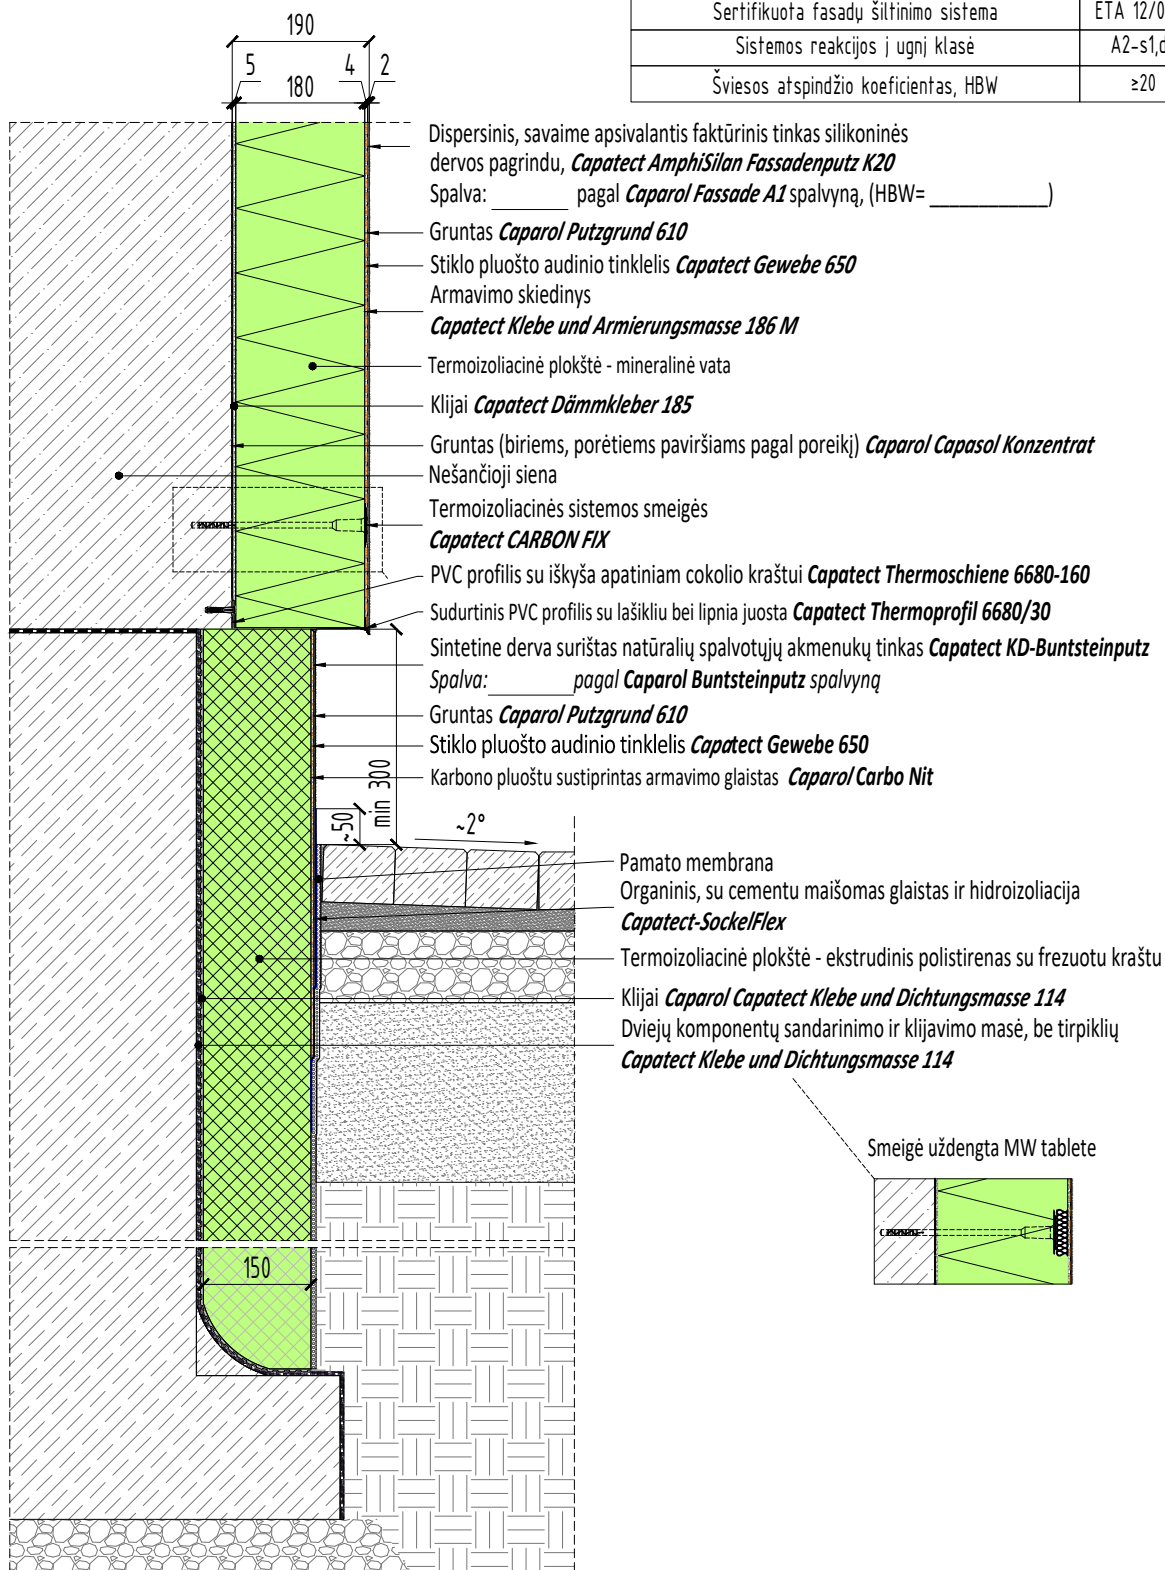 Sertifikuota fasadų šiltinimo sistema
Sistemos reakcijos į ugnį klasė
A2-s1,d
Šviesos atspindžio koeficientas, HBW
≥20
190
5
4
2
180
Dispersinis, savaime apsivalantis faktūrinis tinkas silikoninės
dervos pagrindu, Capatect AmphiSilan Fassadenputz K20
Spalva: ________ pagal Caparol Fassade A1 spalvyną, (HBW= ____________)
Gruntas Caparol Putzgrund 610
Stiklo pluošto audinio tinklelis Capatect Gewebe 650
Armavimo skiedinys
Capatect Klebe und Armierungsmasse 186 M
Termoizoliacinė plokštė - mineralinė vata
Klijai Capatect Dämmkleber 185
Gruntas (biriems, porėtiems paviršiams pagal poreikį) Caparol Capasol Konzentrat
Nešančioji siena
Termoizoliacinės sistemos smeigės
Capatect CARBON FIX
PVC profilis su iškyša apatiniam cokolio kraštui Capatect Thermoschiene 6680-160
Sudurtinis PVC profilis su lašikliu bei lipnia juosta Capatect Thermoprofil 6680/30
Sintetine derva surištas natūralių spalvotųjų akmenukų tinkas Capatect KD-Buntsteinputz
Spalva:_________pagal Caparol Buntsteinputz spalvyną
Gruntas Caparol Putzgrund 610
Stiklo pluošto audinio tinklelis Capatect Gewebe 650
Karbono pluoštu sustiprintas armavimo glaistas Caparol Carbo Nit
min 300
~50
~2°
Pamato membrana
Organinis, su cementu maišomas glaistas ir hidroizoliacija
Capatect-SockelFlex
Termoizoliacinė plokštė - ekstrudinis polistirenas su frezuotu kraštu
Klijai Caparol Capatect Klebe und Dichtungsmasse 114
Dviejų komponentų sandarinimo ir klijavimo masė, be tirpiklių
Capatect Klebe und Dichtungsmasse 114
Smeigė uždengta MW tablete
150